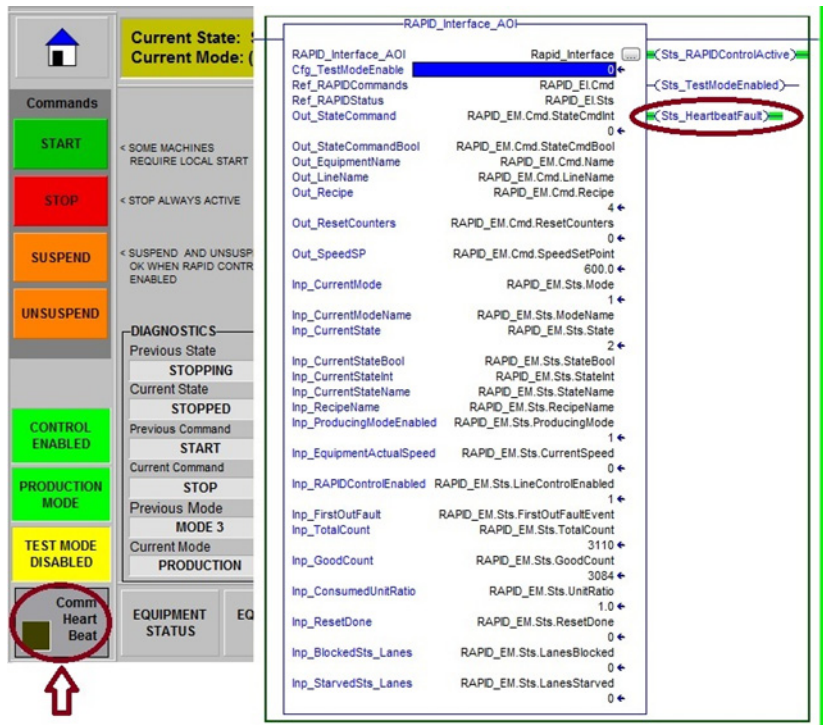 Current State: S
Current Mode: (
Commands
START
STOP
SUSPEND
UNSUSPEND
CONTROL
ENABLED
PRODUCTION
MODE
TEST MODE
DISABLED
Comm
Heart
Beat
< SOME MACHINES
REQUIRE LOCAL START
< STOP ALWAYS ACTIVE
< SUSPEND AND UNSUSP
OK WHEN RAPID CONTR
ENABLED
DIAGNOSTICS
Previous State
STOPPING
Current State
STOPPED
Previous Command
START
Current Command
STOP
Previous Mode
MODE 3
Current Mode
PRODUCTION
EQUIPMENT
STATUS
EQ
RAPID_Interface_AOI
RAPID_Interface_AOI Rapid_Interface ...
Cfg_TestModeEnable 0
Ref_RAPIDCommands RAPID_EI.Cmd
Ref_RAPIDStatus RAPID_EI.Sts
Out_StateCommand RAPID_EM.Cmd.StateCmdInt
0
Out_StateCommandBool RAPID_EM.Cmd.StateCmdBool
Out_EquipmentName RAPID_EM.Cmd.Name
Out_LineName RAPID_EM.Cmd.LineName
Out_Recipe RAPID_EM.Cmd.Recipe
4
Out_ResetCounters RAPID_EM.Cmd.ResetCounters
0
Out_SpeedSP RAPID_EM.Cmd.SpeedSetPoint
600.0
Inp_CurrentMode RAPID_EM.Sts.Mode
1
Inp_CurrentModeName RAPID_EM.Sts.ModeName
Inp_CurrentState RAPID_EM.Sts.State
2
Inp_CurrentStateBool RAPID_EM.Sts.StateBool
Inp_CurrentStateInt RAPID_EM.Sts.StateInt
Inp_CurrentStateName RAPID_EM.Sts.StateName
Inp_RecipeName RAPID_EM.Sts.RecipeName
Inp_ProducingModeEnabled RAPID_EM.Sts.ProducingMode
1
Inp_EquipmentActualSpeed RAPID_EM.Sts.CurrentSpeed
0
Inp_RAPIDControlEnabled RAPID_EM.Sts.LineControlEnabled
1
Inp_FirstOutFault RAPID_EM.Sts.FirstOutFaultEvent
Inp_TotalCount RAPID_EM.Sts.TotalCount
3110
Inp_GoodCount RAPID_EM.Sts.GoodCount
3084
Inp_ConsumedUnitRatio RAPID_EM.Sts.UnitRatio
1.0
Inp_ResetDone RAPID_EM.Sts.ResetDone
0
Inp_BlockedSts_Lanes RAPID_EM.Sts.LanesBlocked
0
Inp_StarvedSts_Lanes RAPID_EM.Sts.LanesStarved
0
(Sts_RAPIDControlActive)
(Sts_TestModeEnabled)
(Sts_HeartbeatFault)